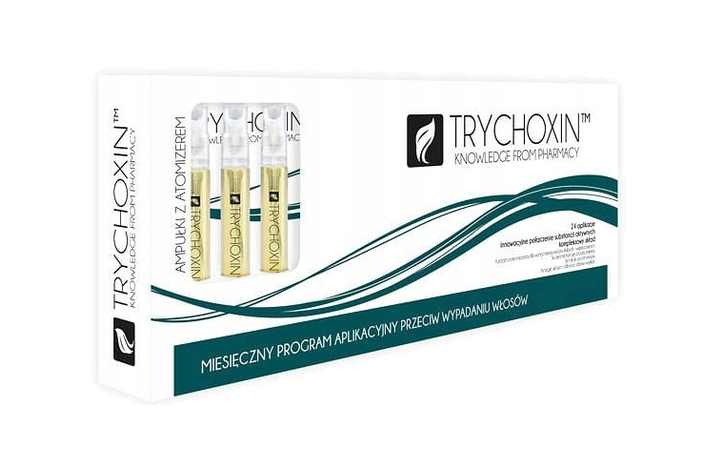 TRYCHOXIN™
KNOWLEDGE FROM PHARMACY
AMPUŁKI Z ATOMIZEREM
TRYCHOXIN
TRYCHOXIN
TRYCHOXIN
TRYCHOXIN™
KNOWLEDGE FROM PHARMACY
24 aplikacje
innowacyjne połączenie substancji aktywnych
kompleksowy skład
MIESIĘCZNY PROGRAM APLIKACYJNY PRZECIW WYPADANIU WŁOSÓW